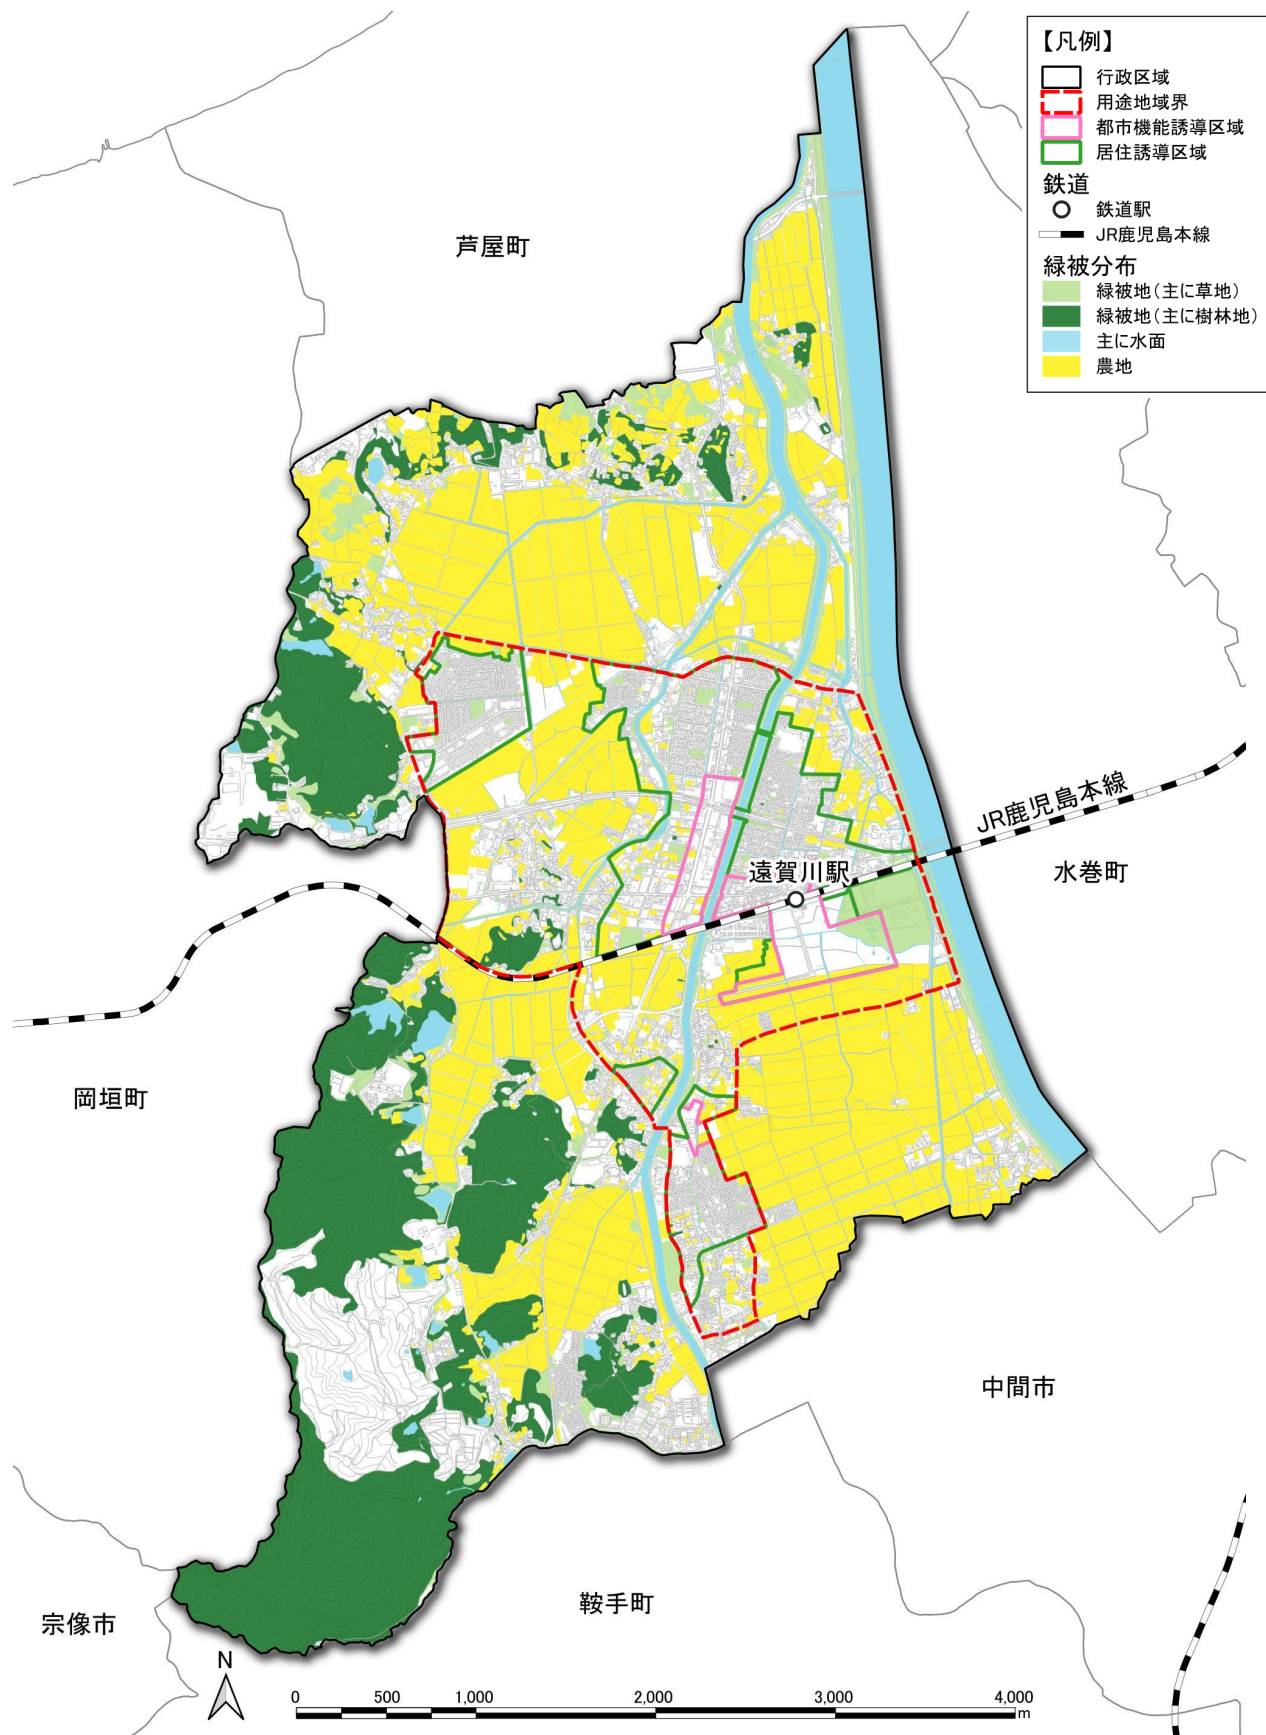 【凡例】
行政区域
用途地域界
都市機能誘導区域
居住誘導区域
鉄道
鉄道駅
JR鹿児島本線
緑被分布
緑被地(主に草地)
緑被地(主に樹林地)
主に水面
農地
芦屋町
JR鹿児島本線
遠賀川駅
水巻町
岡垣町
中間市
鞍手町
宗像市
N
0 500 1,000 2,000 3,000 4,000
m